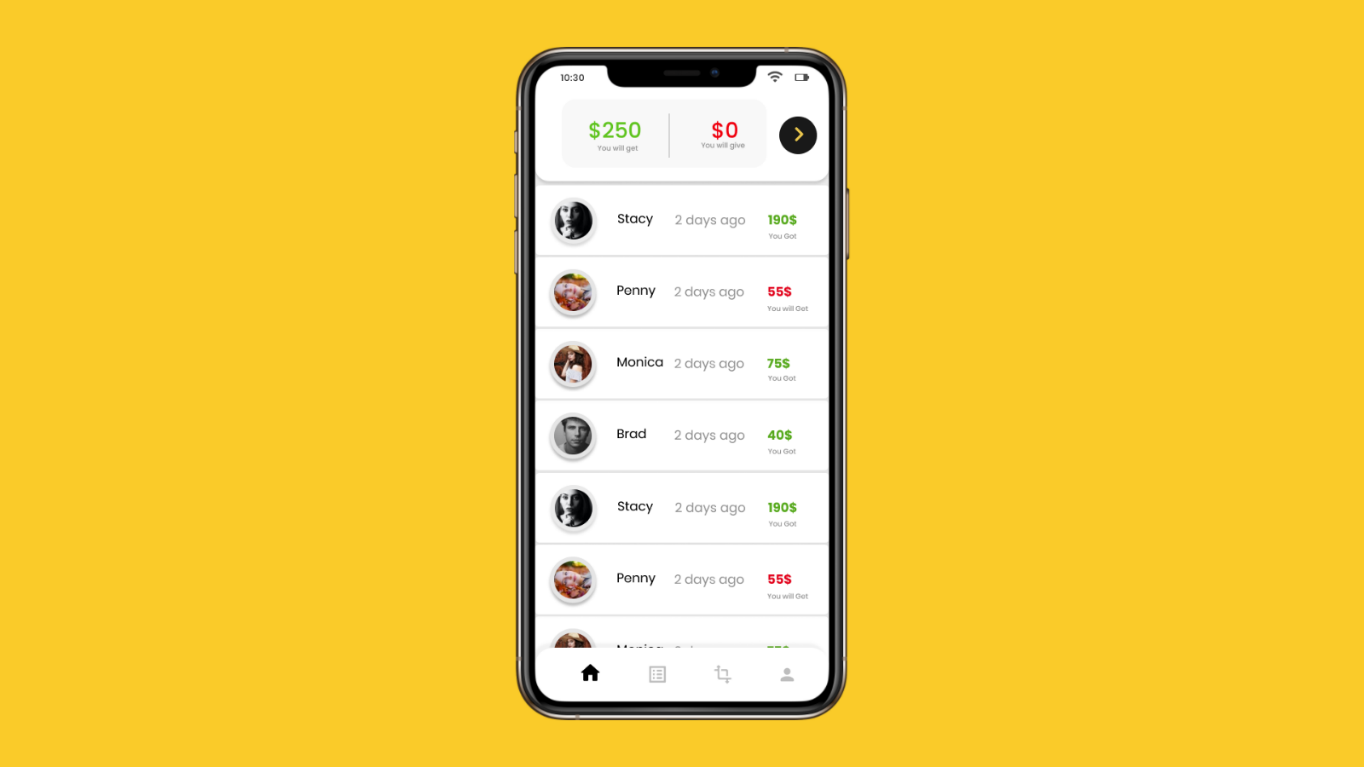 10:30
$250
You will get
$0
You will give
Stacy
2 days ago
190$
You Got
Penny
2 days ago
55$
You will Got
Monica
2 days ago
75$
You Got
Brad
2 days ago
40$
You Got
Stacy
2 days ago
190$
You Got
Penny
2 days ago
55$
You will Got